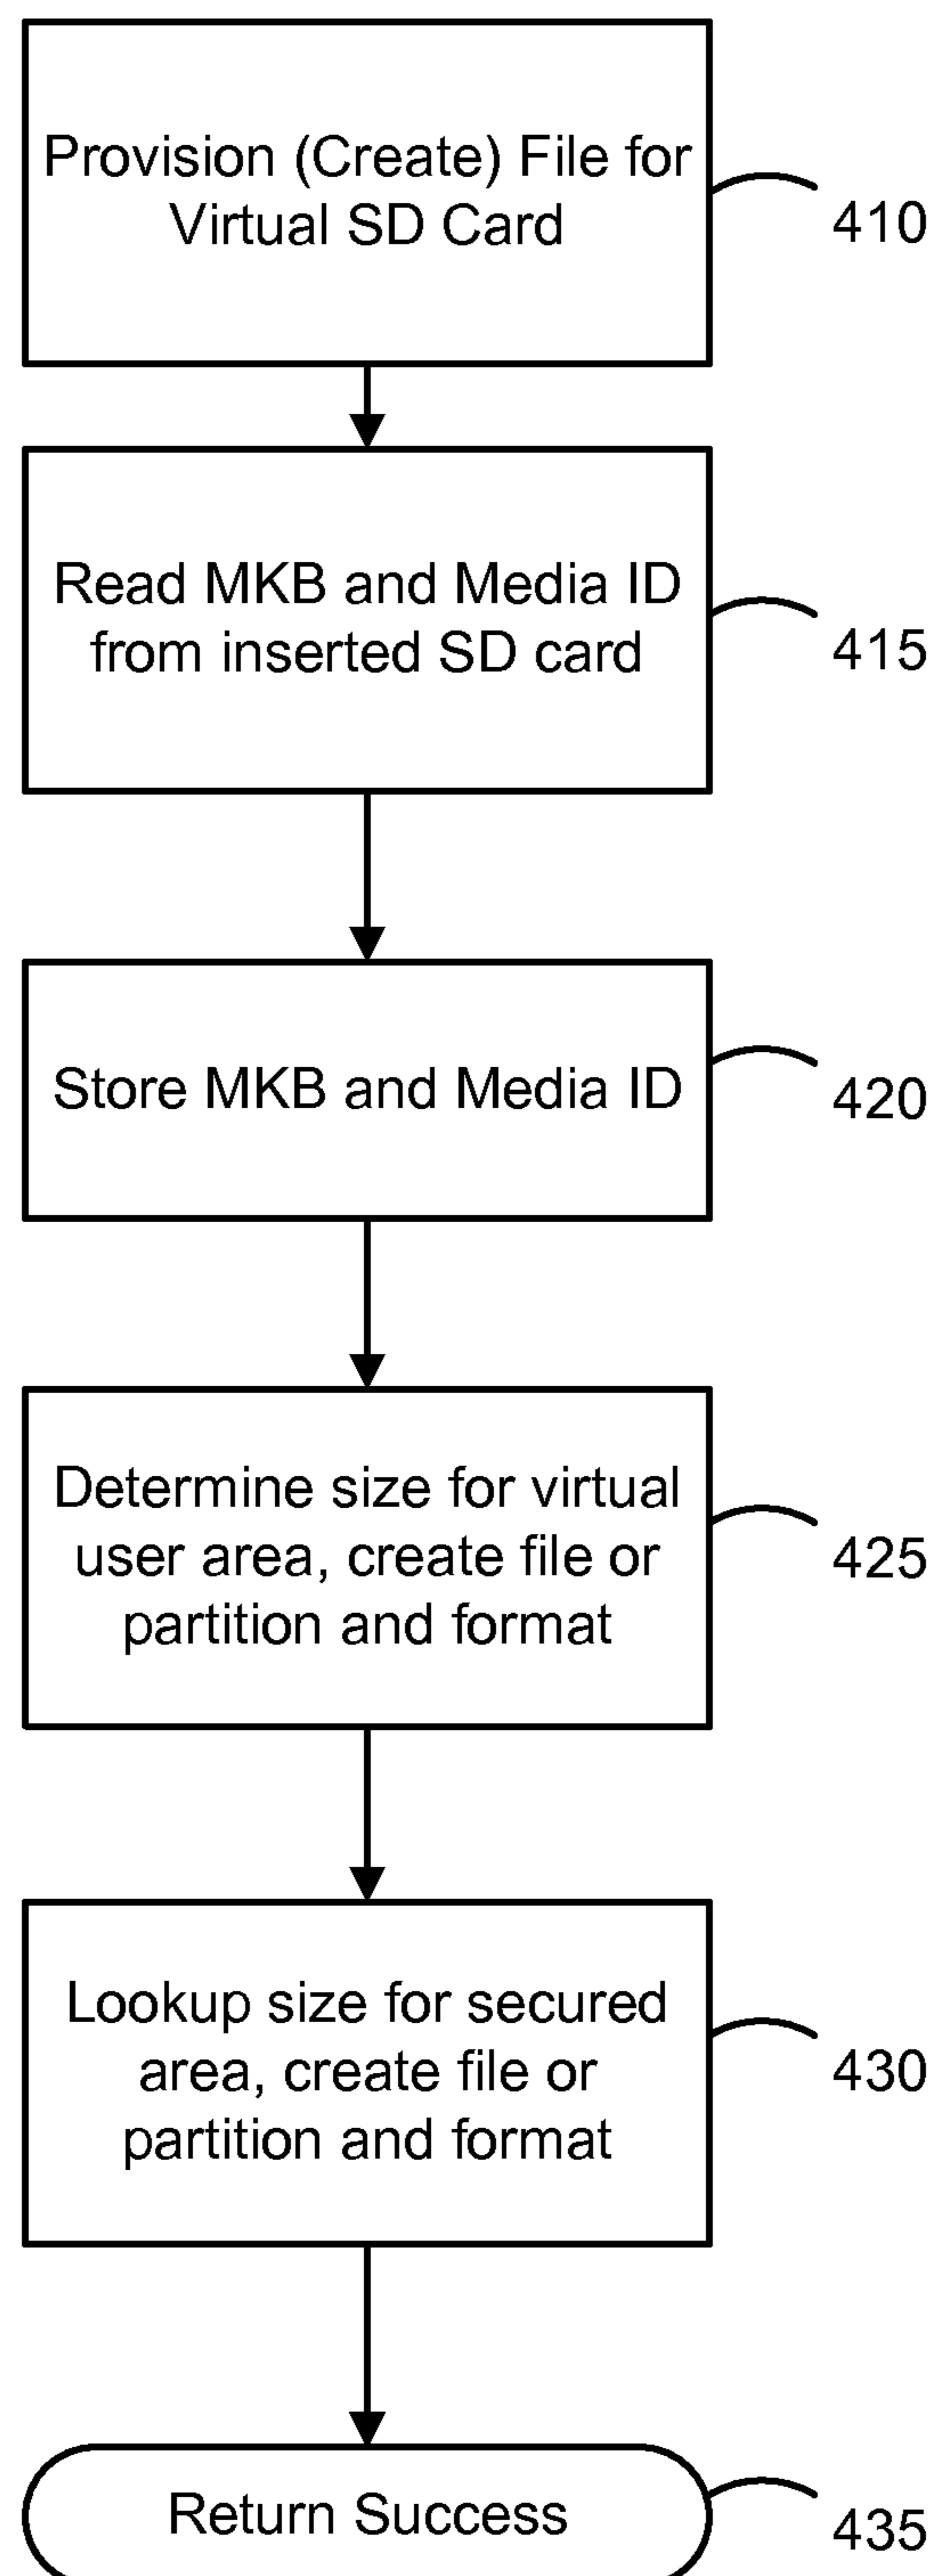 Provision (Create) File for
Virtual SD Card
410
Read MKB and Media ID
from inserted SD card
415
Store MKB and Media ID
420
Determine size for virtual
user area, create file or
partition and format
425
Lookup size for secured
area, create file or
partition and format
430
Return Success
435